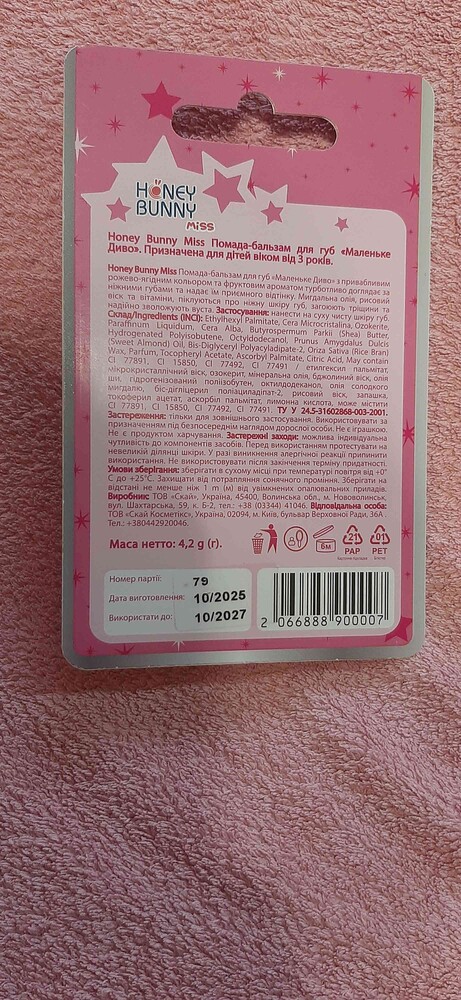 HONEY
BUNNY
Miss
Honey Bunny Miss Помада-бальзам для губ «Маленьке
Диво». Призначена для дітей віком від 3 років.
Honey Bunny Miss Помада-бальзам для губ «Маленьке Диво» з привабливим
рожево-ягідним кольором та фруктовим ароматом турботливо доглядає за
ніжними губами та надає їм приємного відтінку. Мигдальна олія, рисовий
віск та вітаміни, піклуються про ніжну шкіру губ, загоюють тріщини та
надійно зволожують вуста. Застосування: нанести на суху чисту шкіру губ.
Склад/Ingredients (INCI): Ethylhexyl Palmitate, Cera Microcristalina, Ozokerite,
Paraffinum Liquidum, Cera Alba, Butyrospermum Parkii (Shea) Butter,
Hydrogenated Polyisobutene, Octyldodecanol, Prunus Amygdalus Dulcis
(Sweet Almond) Oil, Bis-Diglyceryl Polyacyladipate-2, Oriza Sativa (Rice Bran)
Wax, Parfum, Tocopheryl Acetate, Ascorbyl Palmitate, Citric Acid, May contain
CI 77891, CI 15850, CI 77492, CI 77491 / етилгексил пальмітат,
мікрокристалічний віск, озокерит, мінеральна олія, бджолиний віск, олія
ши, гідрогенізований поліізобутен, октилдодеканол, олія солодкого
мигдалю, біс-дигліцерил поліациладіпат-2, рисовий віск, запашка,
токоферил ацетат, аскорбіл пальмітат, лимонна кислота, може містити
CI 77891, CI 15850, CI 77492, CI 77491. ТУ У 24.5-31602868-003-2001.
Застереження: тільки для зовнішнього застосування. Використовувати за
призначенням під безпосереднім наглядом дорослої особи. Не є іграшкою.
Не є продуктом харчування. Застережні заходи: можлива індивідуальна
чутливість до компонентів засобів. Перед використанням протестувати на
невеликій ділянці шкіри. У разі виникнення алергічної реакції припинити
використання. Не використовувати після закінчення терміну придатності.
Умови зберігання: зберігати в сухому місці при температурі повітря від +0°
С до +25°С. Захищати від потрапляння сонячного проміння. Зберігати на
відстані не менше ніж 1 m (м) від увімкнених опалювальних приладів.
Виробник: ТОВ «Скай», Україна, 45400, Волинська обл., м. Нововолинськ,
вул. Шахтарська, 59, к. Б-2, тел.: +38 (03344) 41046. Відповідальна особа:
ТОВ «Скай Косметікс», Україна, 02094, м. Київ, бульвар Верховної Ради, 36А .
Тел.: +380442920046.
Маса нетто: 4,2 g (г).
6м
21
PAP
01
PET
Номер партії: 79
Дата виготовлення: 10/2025
Використати до: 10/2027
2 066888 900007